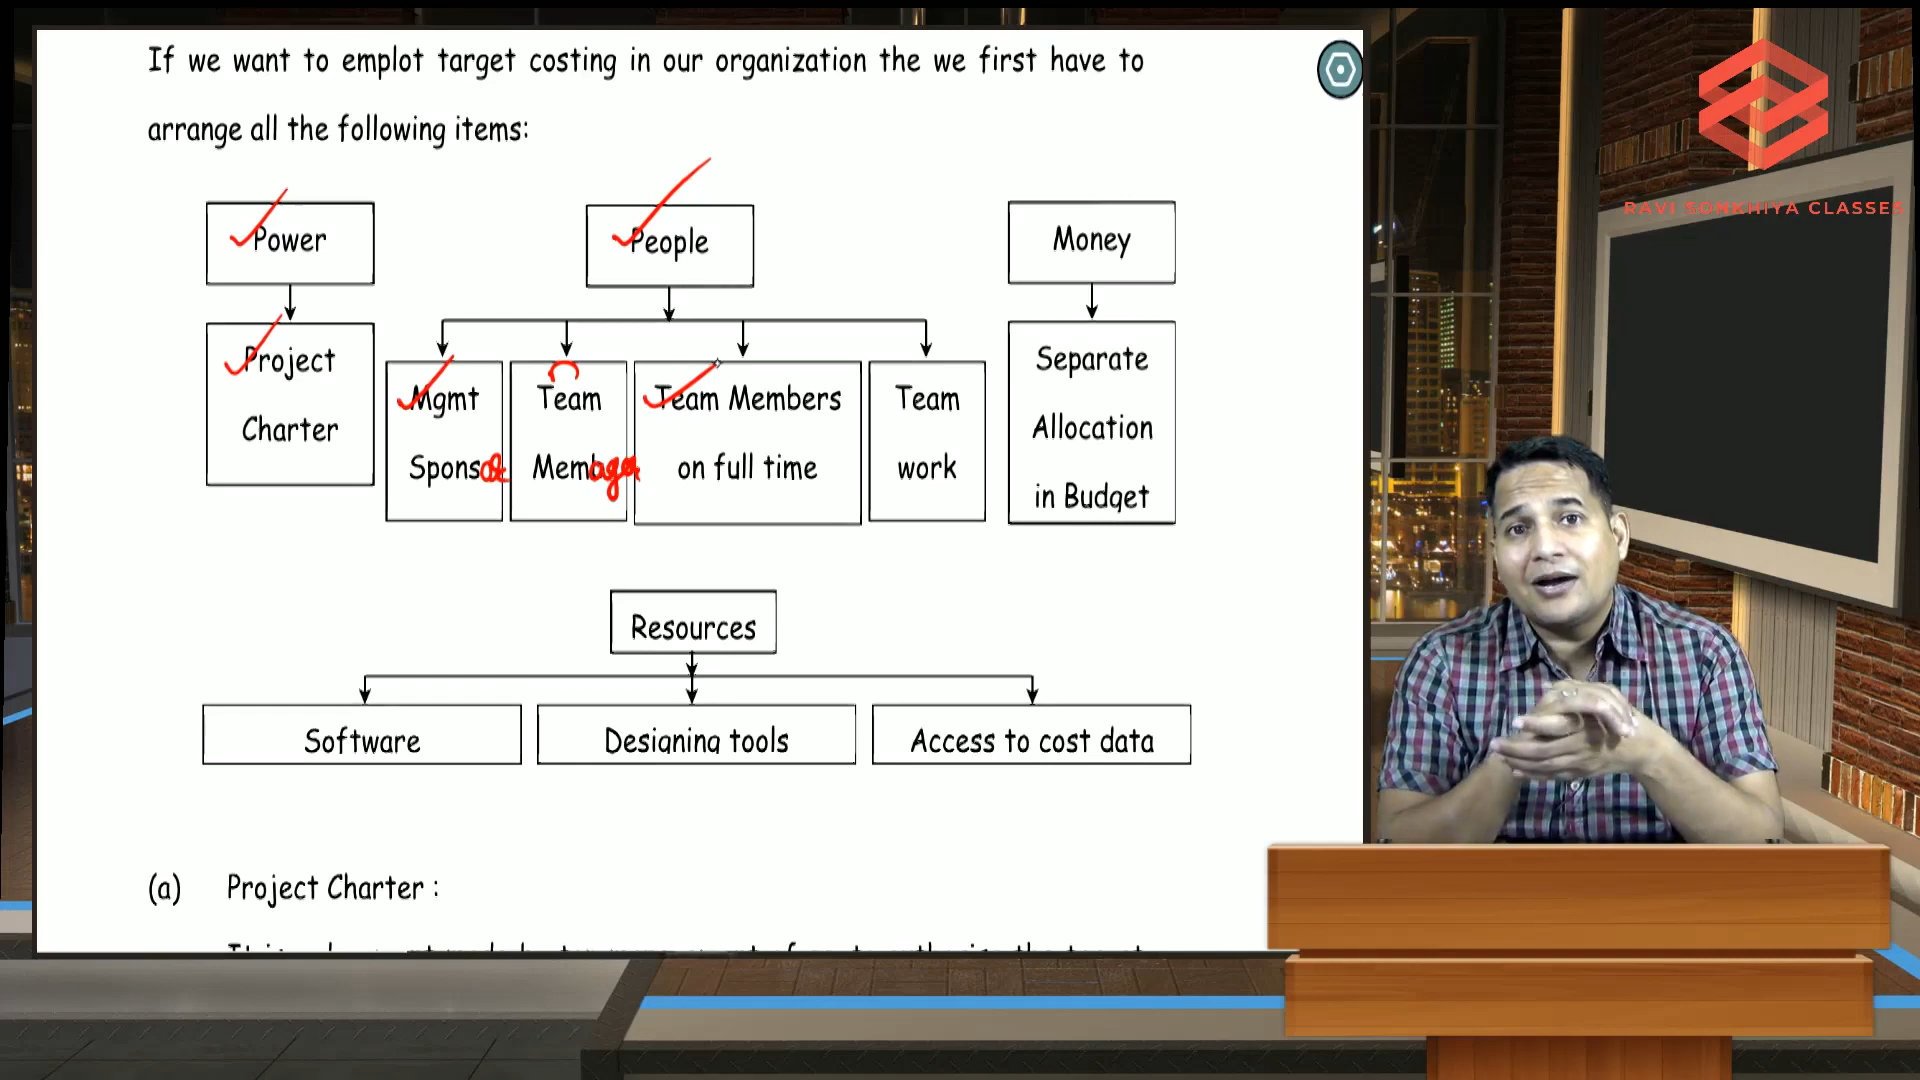 If we want to emplot target costing in our organization the we first have to
arrange all the following items:
RAVI SONKHIYA CLASSES
Power
People
Money
Project
Charter
Mgmt
Sponsor
Team
Team Members
on full time
Team
work
Separate
Allocation
in Budget
Resources
Software
Designing tools
Access to cost data
(a) Project Charter :